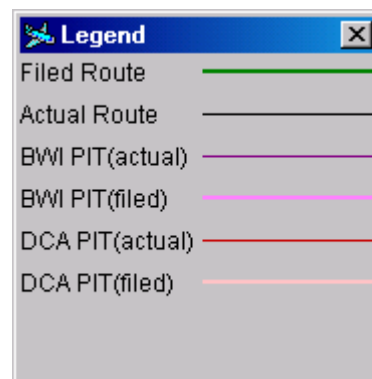 Legend
Filed Route
Actual Route
BWI PIT(actual)
BWI PIT(filed)
DCA PIT(actual)
DCA PIT(filed)